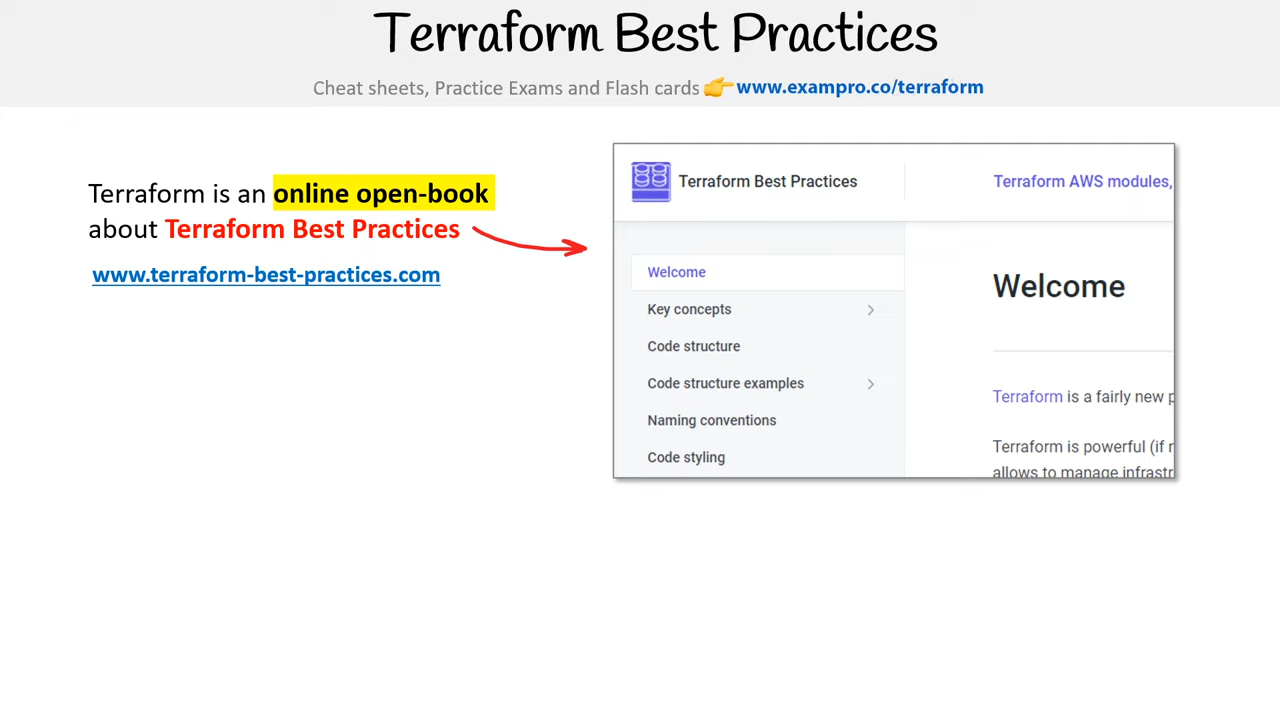 Terraform Best Practices
Cheat sheets, Practice Exams and Flash cards 👉 www.exampro.co/terraform
Terraform is an online open-book
about Terraform Best Practices
www.terraform-best-practices.com
Terraform Best Practices
Terraform AWS modules,
Welcome
Key concepts
Code structure
Code structure examples
Naming conventions
Code styling
Welcome
Terraform is a fairly new
Terraform is powerful (if
allows to manage